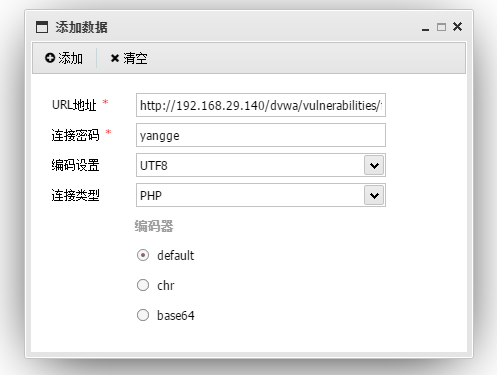 添加数据
添加 清空
URL地址 * http://192.168.29.140/dvwa/vulnerabilities/
连接密码 * yangge
编码设置 UTF8
连接类型 PHP
编码器
default
chr
base64